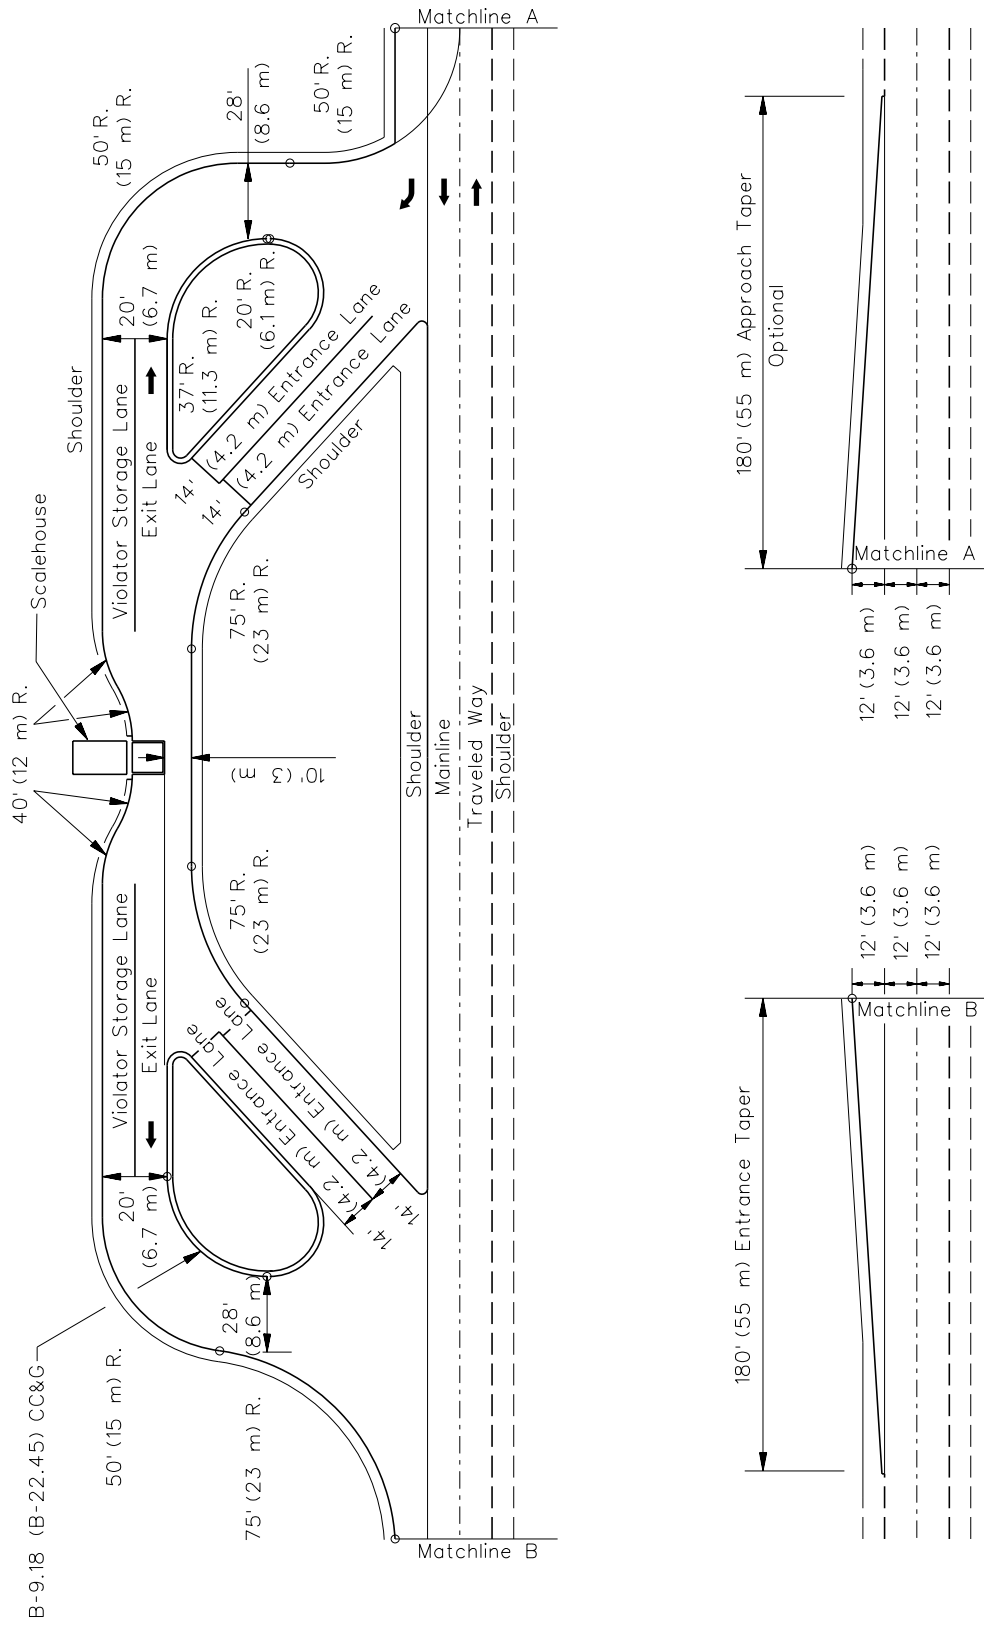 Matchline A
50' R.
(15 m) R.
28'
(8.6 m)
50' R.
(15 m) R.
Shoulder
20'
(6.7 m)
Violator Storage Lane
Exit Lane
37' R.
(11.3 m) R.
20' R.
(6.1m) R.
14'
(4.2 m) Entrance Lane
14'
(4.2 m) Entrance Lane
Shoulder
Scalehouse
40' (12 m) R.
75' R.
(23 m) R.
10' (3 m)
Shoulder
Mainline
Traveled Way
Shoulder
75' R.
(23 m) R.
Violator Storage Lane
Exit Lane
20'
(6.7 m)
14'
(4.2 m) Entrance Lane
14'
(4.2 m) Entrance Lane
28'
(8.6 m)
B-9.18 (B-22.45) CC&G
50' (15 m) R.
75' (23 m) R.
Matchline B
180' (55 m) Approach Taper
Optional
Matchline A
12' (3.6 m)
12' (3.6 m)
12' (3.6 m)
12' (3.6 m)
12' (3.6 m)
12' (3.6 m)
Matchline B
180' (55 m) Entrance Taper